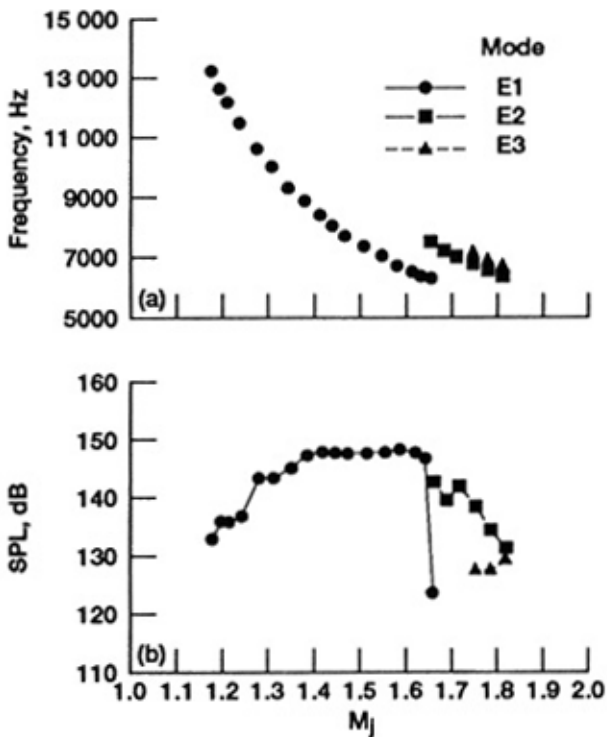 15 000
Mode
13 000
E1
E2
11 000
E3
9000
7000
5000
(a)
Frequency, Hz
160
150
140
130
120
110
(b)
SPL, dB
1.0 1.1 1.2 1.3 1.4 1.5 1.6 1.7 1.8 1.9 2.0
Mj